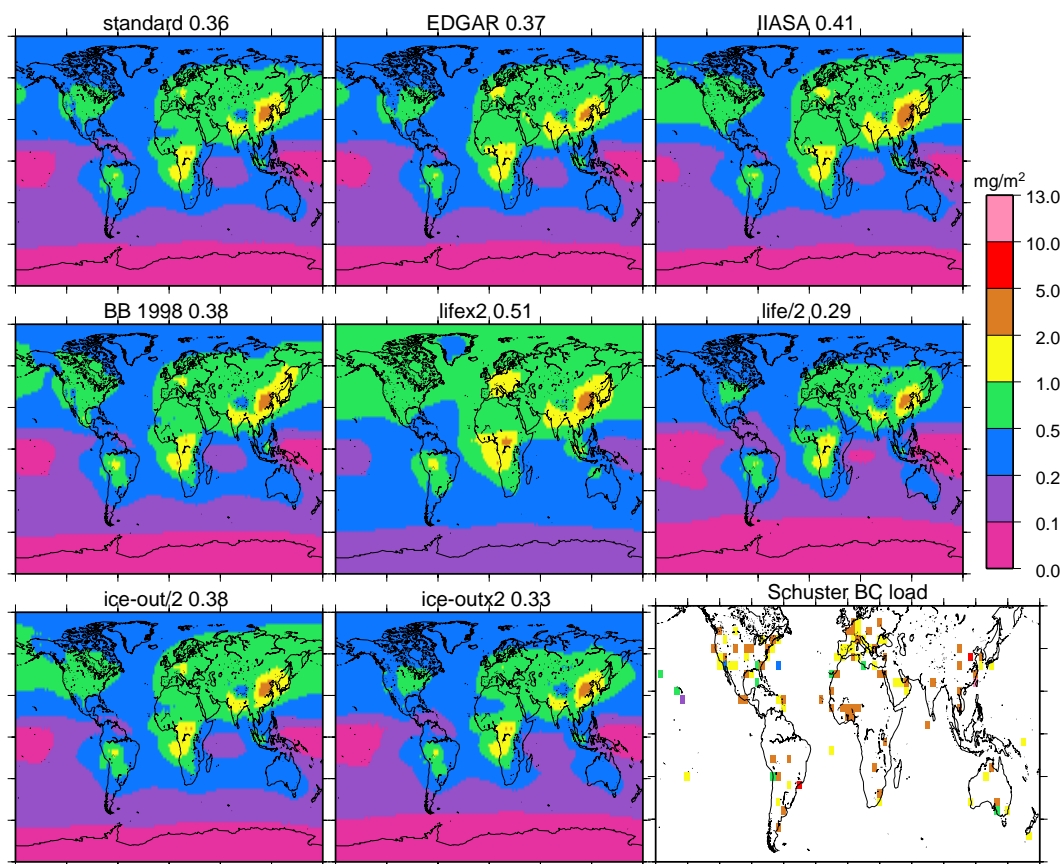 standard 0.36
EDGAR 0.37
IIASA 0.41
BB 1998 0.38
lifex2 0.51
life/2 0.29
ice-out/2 0.38
ice-outx2 0.33
Schuster BC load
mg/m²
13.0
10.0
5.0
2.0
1.0
0.5
0.2
0.1
0.0